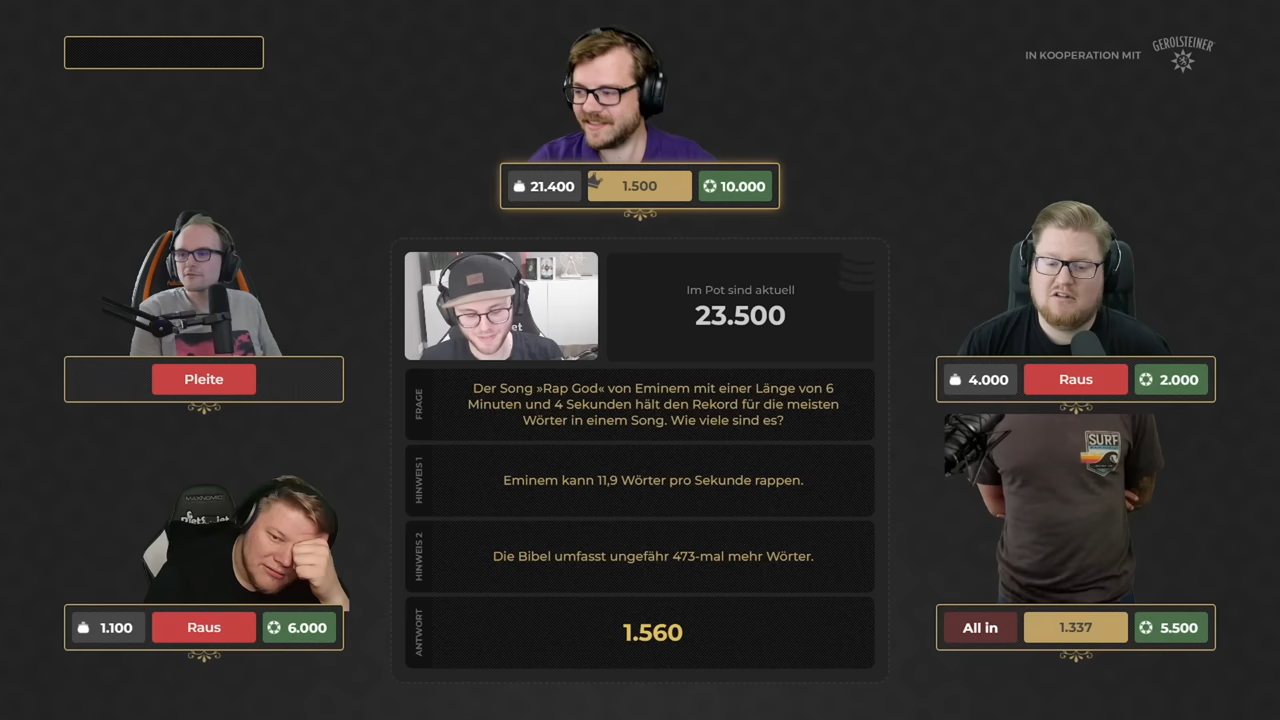 IN KOOPERATION MIT
GEROLSTEINER
21.400
1.500
10.000
Im Pot sind aktuell
23.500
Pleite
4.000
Raus
2.000
FRAGE
Der Song »Rap God« von Eminem mit einer Länge von 6
Minuten und 4 Sekunden hält den Rekord für die meisten
Wörter in einem Song. Wie viele sind es?
SURF
HINWEIS 1
Eminem kann 11,9 Wörter pro Sekunde rappen.
MAXNOMIC
HINWEIS 2
Die Bibel umfasst ungefähr 473-mal mehr Wörter.
1.100
Raus
6.000
ANTWORT
1.560
All in
1.337
5.500